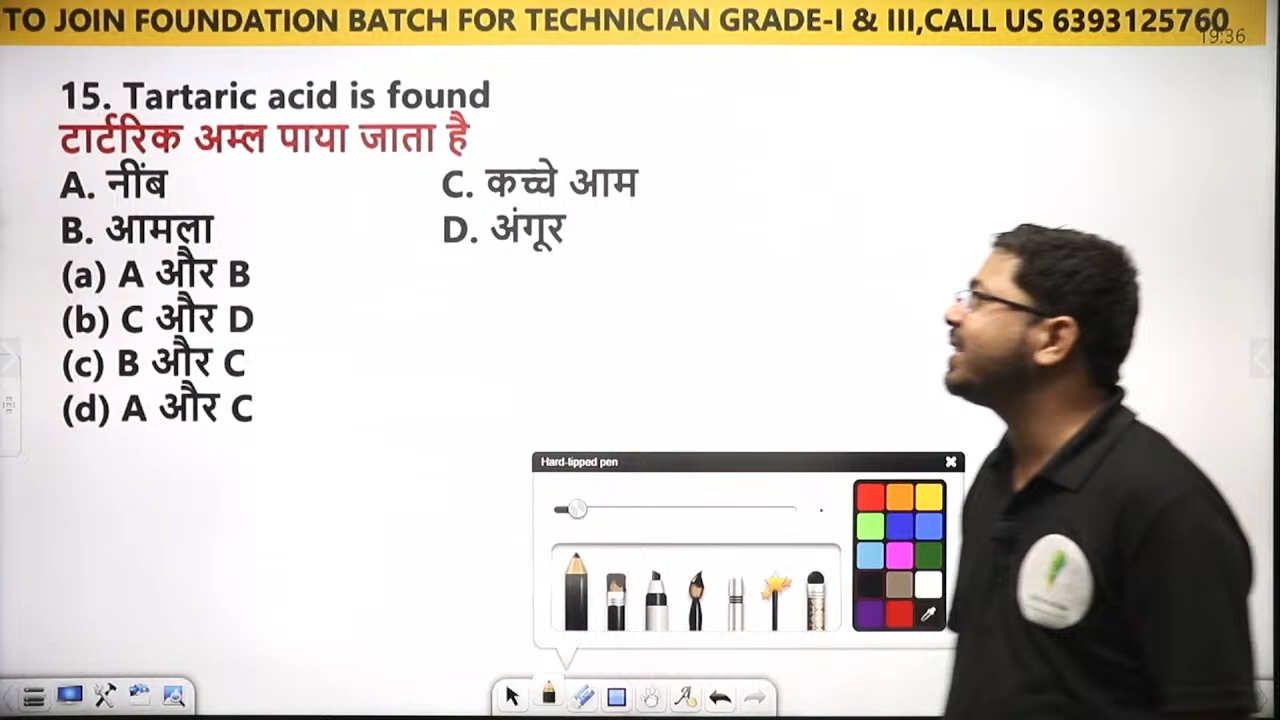 TO JOIN FOUNDATION BATCH FOR TECHNICIAN GRADE-I & III,CALL US 6393125760
19:36
15. Tartaric acid is found
टार्टरिक अम्ल पाया जाता है
A. नींब C. कच्चे आम
B. आमला D. अंगूर
(a) A और B
(b) C और D
(c) B और C
(d) A और C
Hard-tipped pen